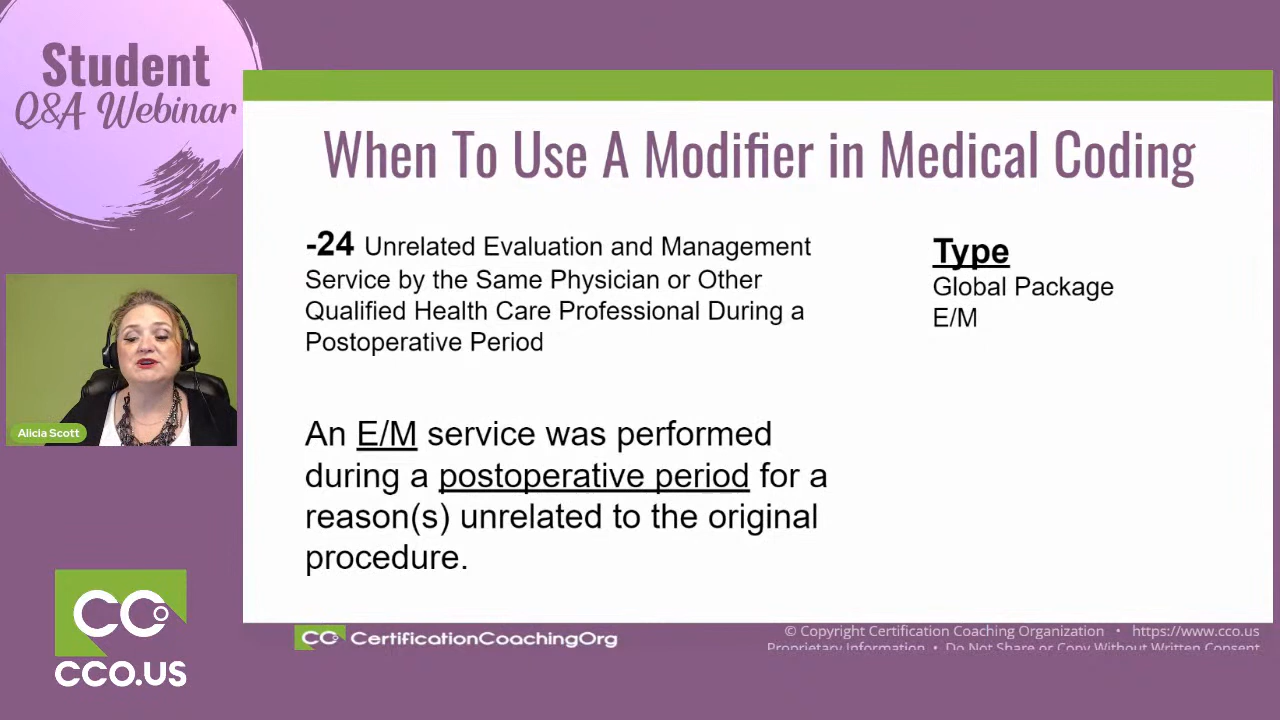 Student
Q&A Webinar
When To Use A Modifier in Medical Coding
-24 Unrelated Evaluation and Management
Service by the Same Physician or Other
Qualified Health Care Professional During a
Postoperative Period
Type
Global Package
E/M
An E/M service was performed
during a postoperative period for a
reason(s) unrelated to the original
procedure.
Alicia Scott
CCO
CCO.US
CCO CertificationCoachingOrg
© Copyright Certification Coaching Organization • https://www.cco.us
Proprietary Information • Do Not Share or Copy Without Written Consent